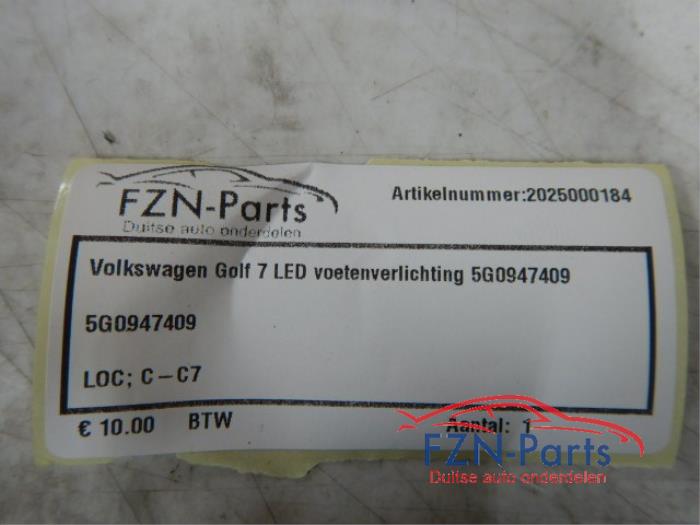 FZN-Parts
Duitse auto onderdelen
Artikelnummer:2025000184
Volkswagen Golf 7 LED voetenverlichting 5G0947409
5G0947409
LOC; C-C7
€ 10.00 BTW Aantal: 1
FZN-Parts
Duitse auto onderdelen